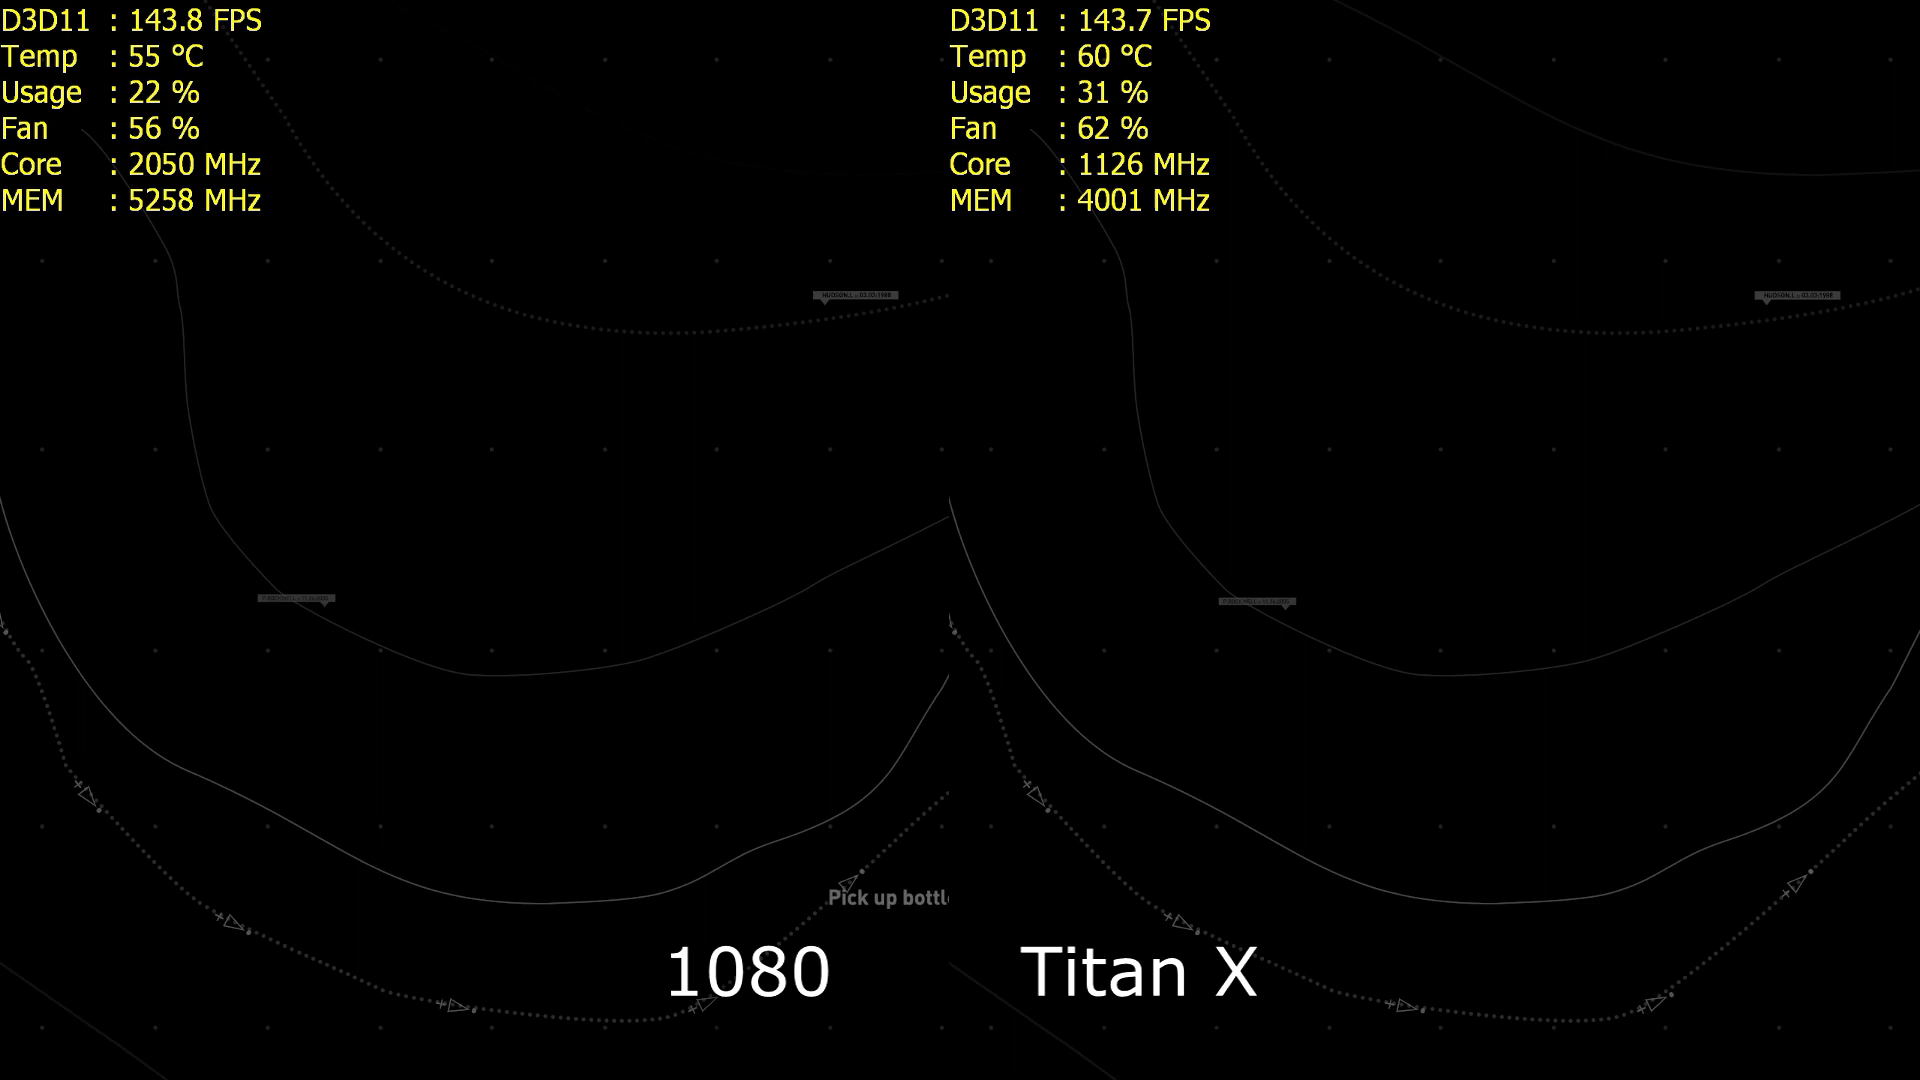 D3D11 : 143.8 FPS
Temp : 55 °C
Usage : 22 %
Fan : 56 %
Core : 2050 MHz
MEM : 5258 MHz
D3D11 : 143.7 FPS
Temp : 60 °C
Usage : 31 %
Fan : 62 %
Core : 1126 MHz
MEM : 4001 MHz
Pick up bottl
1080
Titan X